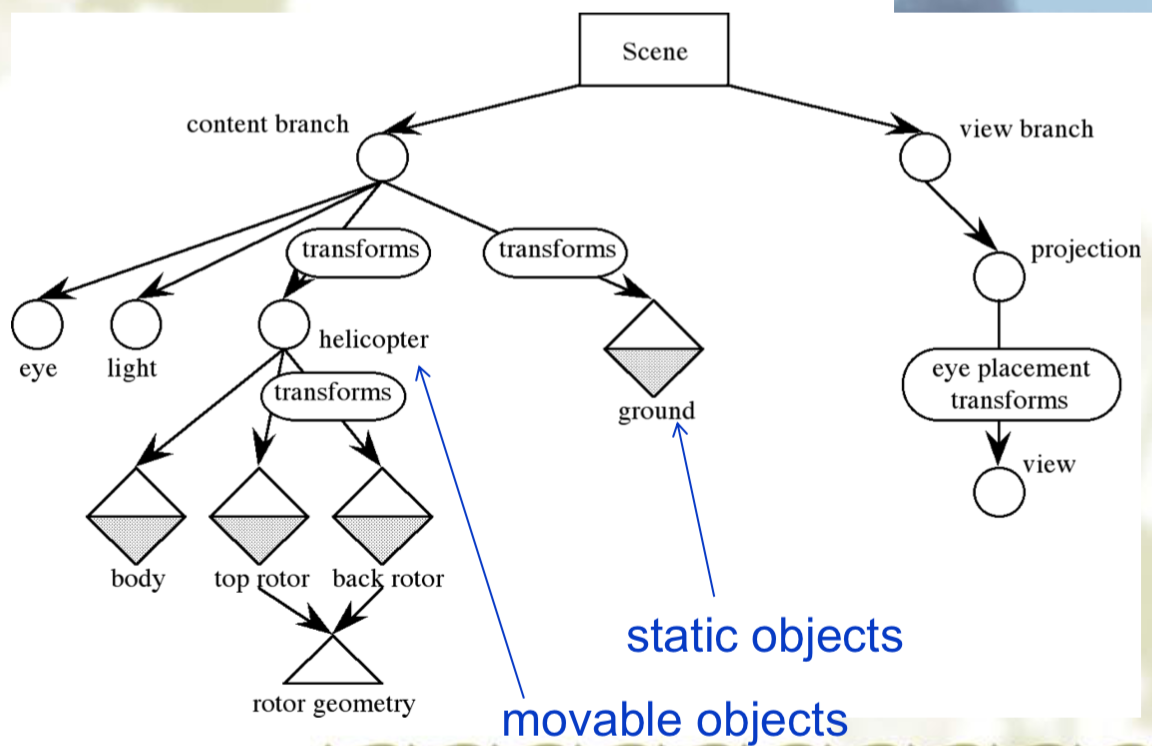 Scene
content branch
view branch
transforms
transforms
projection
eye
light
helicopter
transforms
ground
eye placement
transforms
view
body
top rotor
back rotor
static objects
rotor geometry
movable objects